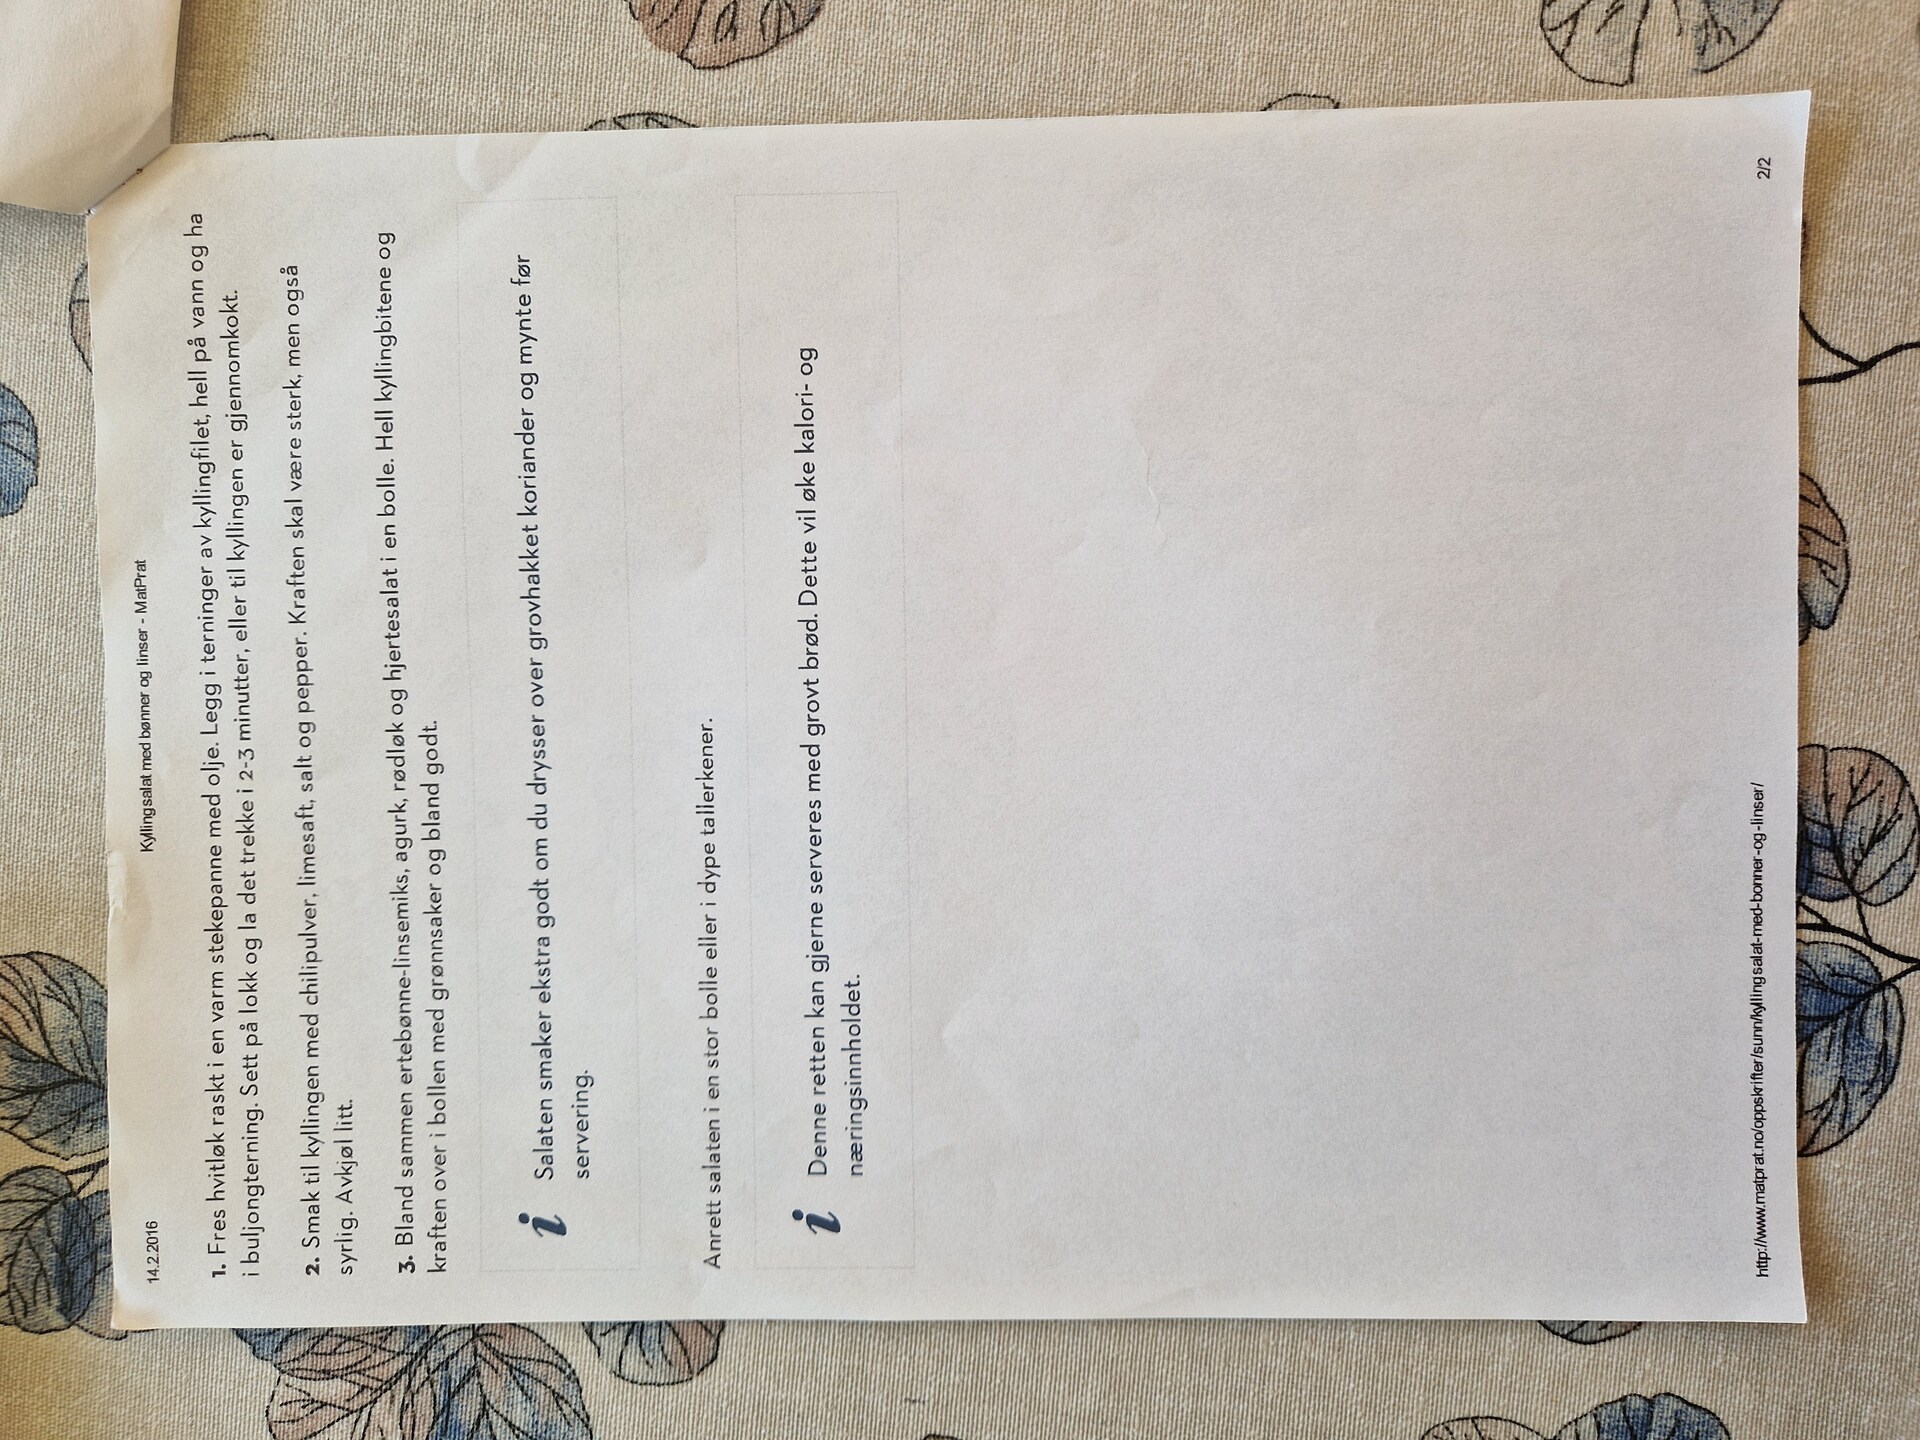 14.2.2016
Kyllingsalat med bønner og linser - MatPrat
1. Fres hvitløk raskt i en varm stekepanne med olje. Legg i terninger av kyllingfilet, hell på vann og ha
i buljongterning. Sett på lokk og la det trekke i 2-3 minutter, eller til kyllingen er gjennomkokt.
2. Smak til kyllingen med chilipulver, limesaft, salt og pepper. Kraften skal være sterk, men også
syrlig. Avkjøl litt.
3. Bland sammen ertebønne-linsemiks, agurk, rødløk og hjertesalat i en bolle. Hell kyllingbitene og
kraften over i bollen med grønnsaker og bland godt.
i
Salaten smaker ekstra godt om du drysser over grovhakket koriander og mynte før
servering.
Anrett salaten i en stor bolle eller i dype tallerkener.
i
Denne retten kan gjerne serveres med grovt brød. Dette vil øke kalori- og
næringsinnholdet.
http://www.matprat.no/oppskrifter/sunn/kyllingsalat-med-bonner-og-linser/
2/2